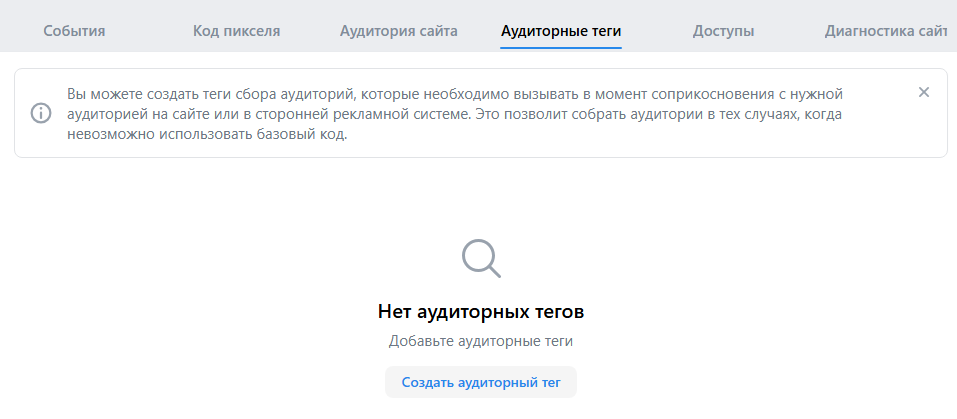 События Код пикселя Аудитория сайта Аудиторные теги Доступы Диагностика сайт
Вы можете создать теги сбора аудиторий, которые необходимо вызывать в момент соприкосновения с нужной
аудиторией на сайте или в сторонней рекламной системе. Это позволит собрать аудитории в тех случаях, когда
невозможно использовать базовый код.
Нет аудиторных тегов
Добавьте аудиторные теги
Создать аудиторный тег